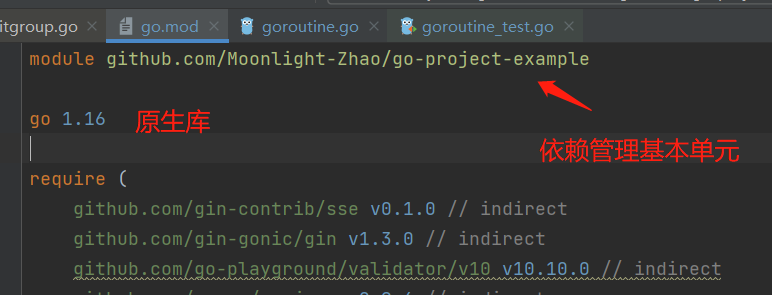 itgroup.go go.mod goroutine.go goroutine_test.go
module github.com/Moonlight-Zhao/go-project-example
go 1.16 原生库
依赖管理基本单元
require (
github.com/gin-contrib/sse v0.1.0 // indirect
github.com/gin-gonic/gin v1.3.0 // indirect
github.com/go-playground/validator/v10 v10.10.0 // indirect